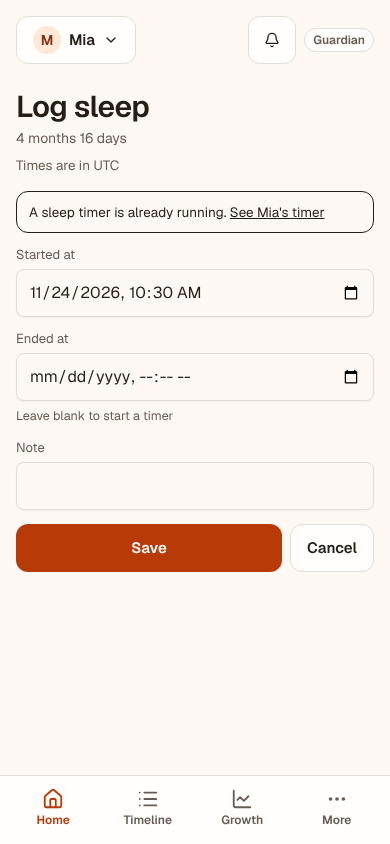 M Mia
Guardian
Log sleep
4 months 16 days
Times are in UTC
A sleep timer is already running. See Mia's timer
Started at
11/24/2026, 10:30 AM
Ended at
mm/dd/yyyy, --:-- --
Leave blank to start a timer
Note
Save
Cancel
Home
Timeline
Growth
More